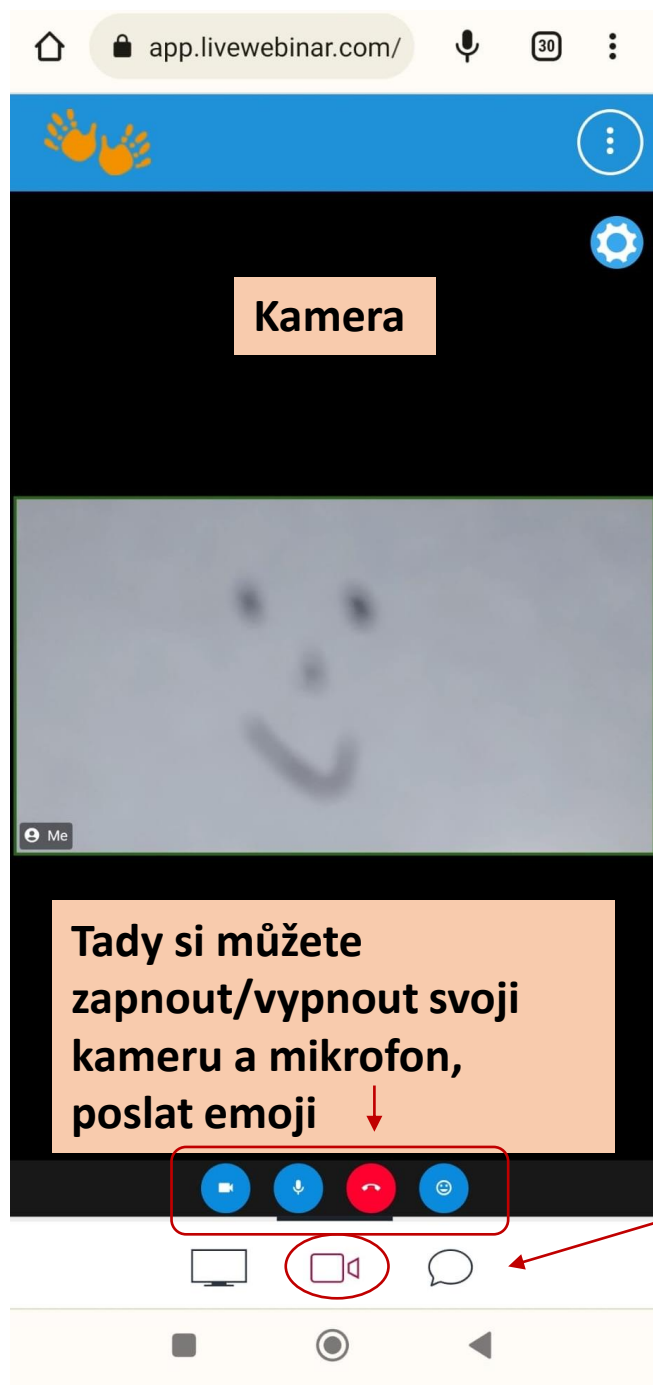 app.livewebinar.com/
30
Kamera
Me
Tady si můžete
zapnout/vypnout svoji
kameru a mikrofon,
poslat emoji